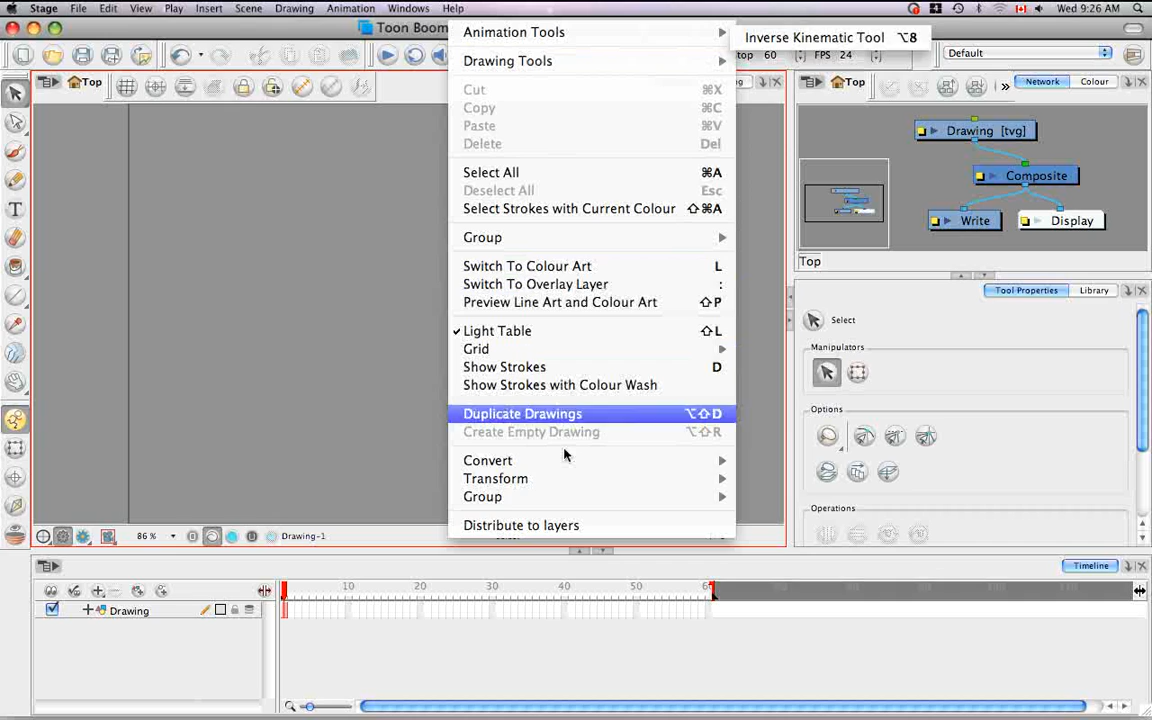 Stage File Edit View Play Insert Scene Drawing Animation Windows Help Wed 9:26 AM
Toon Boom
top 60 FPS 24 Default
Top
Animation Tools
Inverse Kinematic Tool ⌥8
Drawing Tools
Cut ⌘X
Copy ⌘C
Paste ⌘V
Delete Del
Select All ⌘A
Deselect All Esc
Select Strokes with Current Colour ⇧⌘A
Group
Switch To Colour Art L
Switch To Overlay Layer :
Preview Line Art and Colour Art ⇧P
✓ Light Table ⇧L
Grid
Show Strokes D
Show Strokes with Colour Wash
Duplicate Drawings ⌥⇧D
Create Empty Drawing ⌥⇧R
Convert
Transform
Group
Distribute to layers
Top » Network Colour
Drawing [tvg]
Composite
Write Display
Top
Tool Properties Library
Select
Manipulators
Options
Operations
86% Drawing-1
Timeline
10 20 30 40 50 60
Drawing